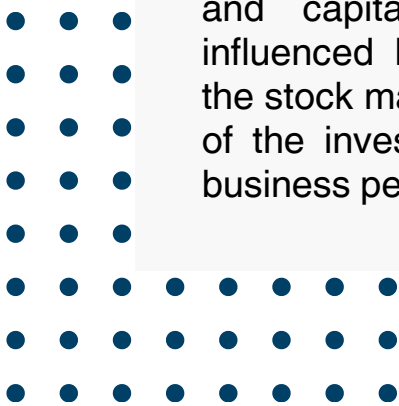 and capita
influenced
the stock ma
of the inves
business pe